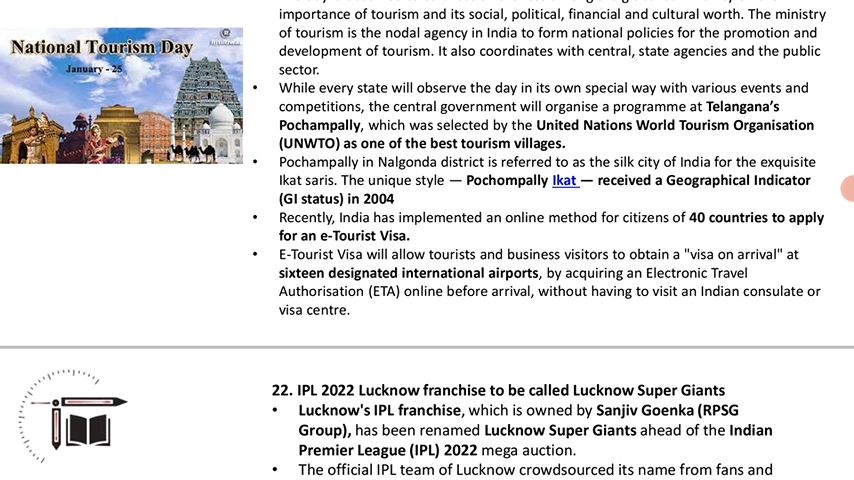 importance of tourism and its social, political, financial and cultural worth. The ministry
of tourism is the nodal agency in India to form national policies for the promotion and
development of tourism. It also coordinates with central, state agencies and the public
sector.
National Tourism Day
January - 25
• While every state will observe the day in its own special way with various events and
competitions, the central government will organise a programme at Telangana's
Pochampally, which was selected by the United Nations World Tourism Organisation
(UNWTO) as one of the best tourism villages.
• Pochampally in Nalgonda district is referred to as the silk city of India for the exquisite
Ikat saris. The unique style — Pochompally Ikat — received a Geographical Indicator
(GI status) in 2004
• Recently, India has implemented an online method for citizens of 40 countries to apply
for an e-Tourist Visa.
• E-Tourist Visa will allow tourists and business visitors to obtain a "visa on arrival" at
sixteen designated international airports, by acquiring an Electronic Travel
Authorisation (ETA) online before arrival, without having to visit an Indian consulate or
visa centre.
22. IPL 2022 Lucknow franchise to be called Lucknow Super Giants
• Lucknow's IPL franchise, which is owned by Sanjiv Goenka (RPSG
Group), has been renamed Lucknow Super Giants ahead of the Indian
Premier League (IPL) 2022 mega auction.
• The official IPL team of Lucknow crowdsourced its name from fans and